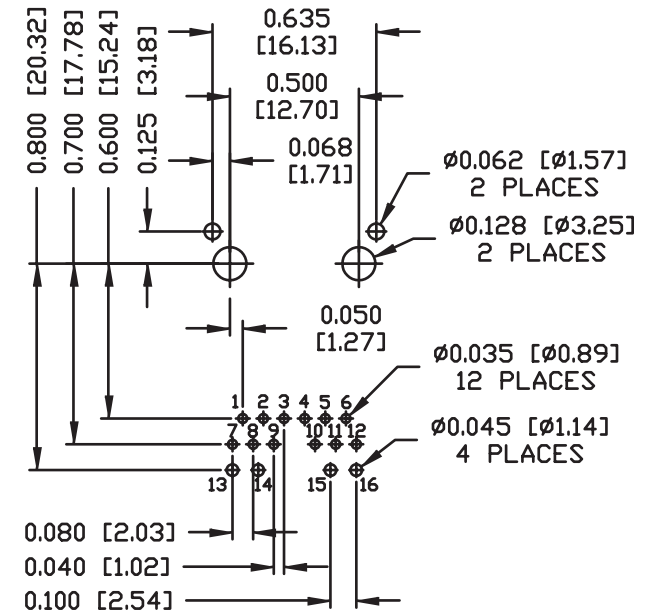 0.800 [20.32]
0.700 [17.78]
0.600 [15.24]
0.125 [3.18]
0.635
[16.13]
0.500
[12.70]
0.068
[1.71]
ø0.062 [ø1.57]
2 PLACES
ø0.128 [ø3.25]
2 PLACES
0.050
[1.27]
ø0.035 [ø0.89]
12 PLACES
1 2 3 4 5 6
ø0.045 [ø1.14]
4 PLACES
7 8 9 10 11 12
13 14 15 16
0.080 [2.03]
0.040 [1.02]
0.100 [2.54]